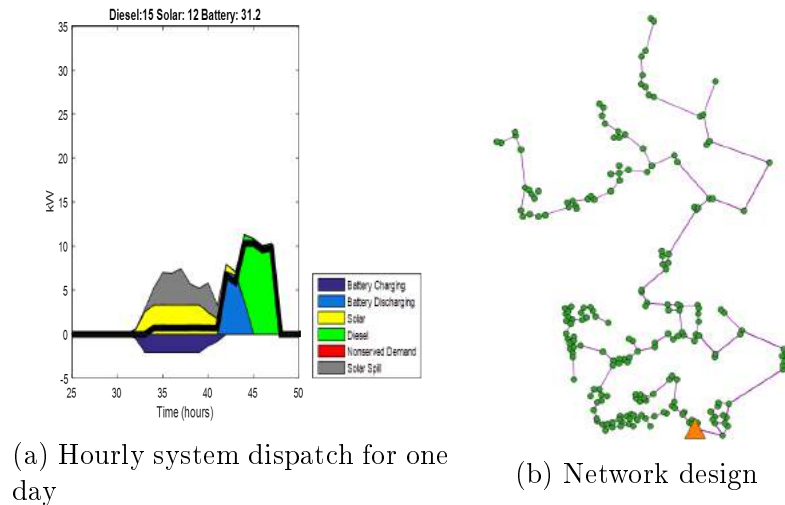 Diesel:15 Solar: 12 Battery: 31.2
35
30
25
20
15
10
5
0
-5
kW
25 30 35 40 45 50
Time (hours)
Battery Charging
Battery Discharging
Solar
Diesel
Nonserved Demand
Solar Spill
(a) Hourly system dispatch for one
day
(b) Network design